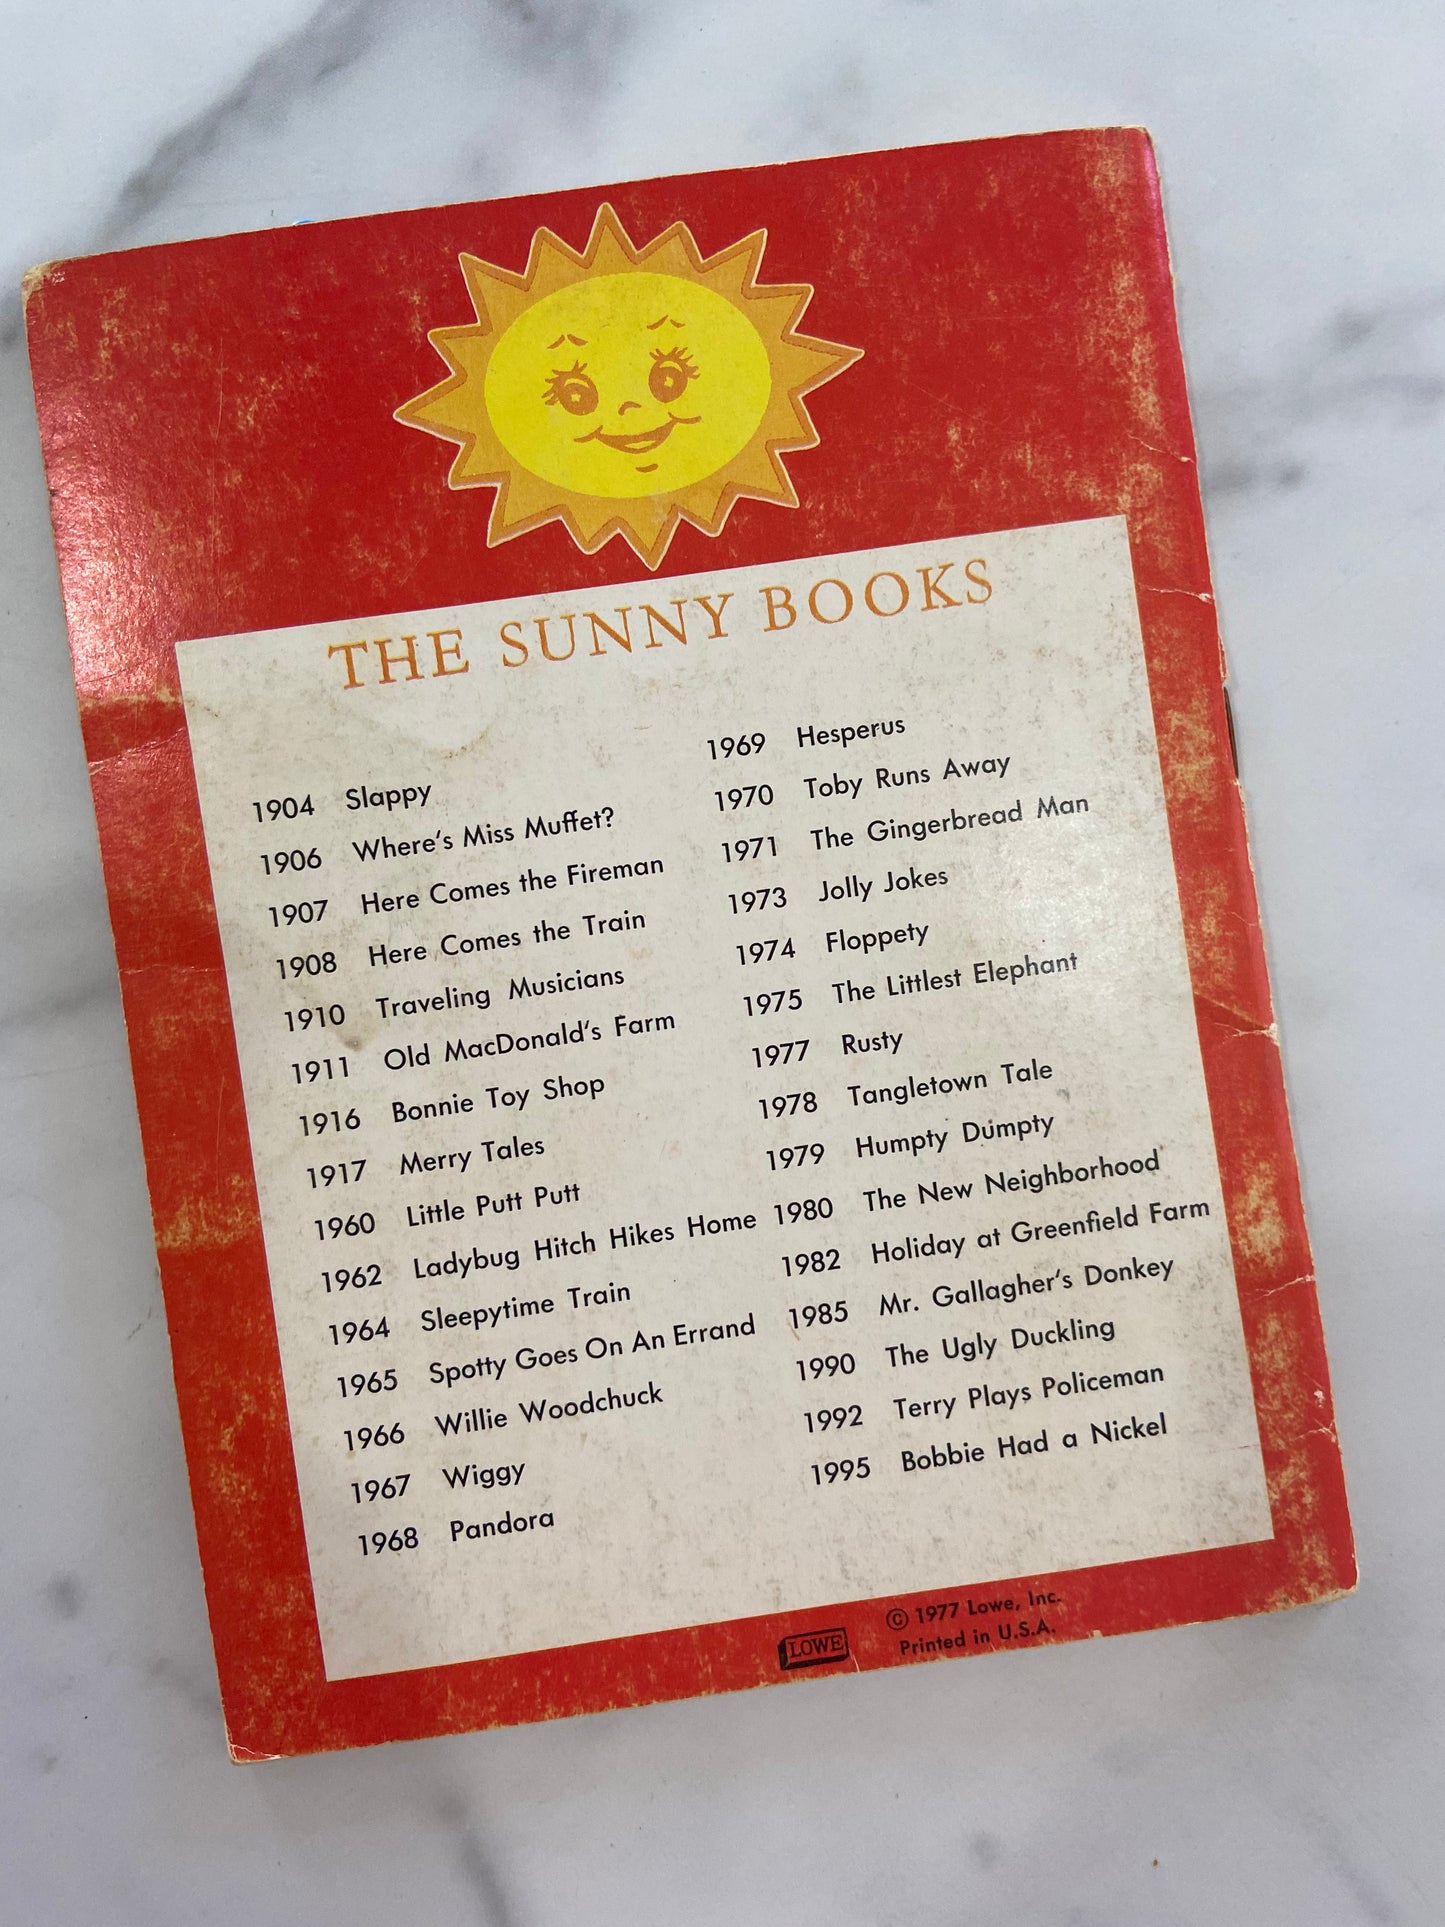 THE SUNNY BOOKS
1904 Slappy
1906 Where's Miss Muffet?
1907 Here Comes the Fireman
1908 Here Comes the Train
1910 Traveling Musicians
1911 Old MacDonald's Farm
1916 Bonnie Toy Shop
1917 Merry Tales
1960 Little Putt Putt
1962 Ladybug Hitch Hikes Home
1964 Sleepytime Train
1965 Spotty Goes On An Errand
1966 Willie Woodchuck
1967 Wiggy
1968 Pandora
1969 Hesperus
1970 Toby Runs Away
1971 The Gingerbread Man
1973 Jolly Jokes
1974 Floppety
1975 The Littlest Elephant
1977 Rusty
1978 Tangletown Tale
1979 Humpty Dumpty
1980 The New Neighborhood
1982 Holiday at Greenfield Farm
1985 Mr. Gallagher's Donkey
1990 The Ugly Duckling
1992 Terry Plays Policeman
1995 Bobbie Had a Nickel
LOWE
© 1977 Lowe, Inc.
Printed in U.S.A.